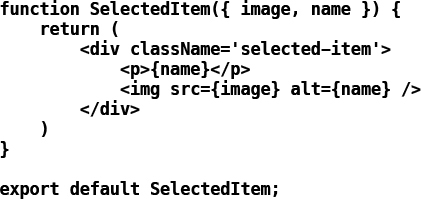 function SelectedItem({ image, name }) {
    return (
        <div className='selected-item'>
            <p>{name}</p>
            <img src={image} alt={name} />
        </div>
    )
}

export default SelectedItem;